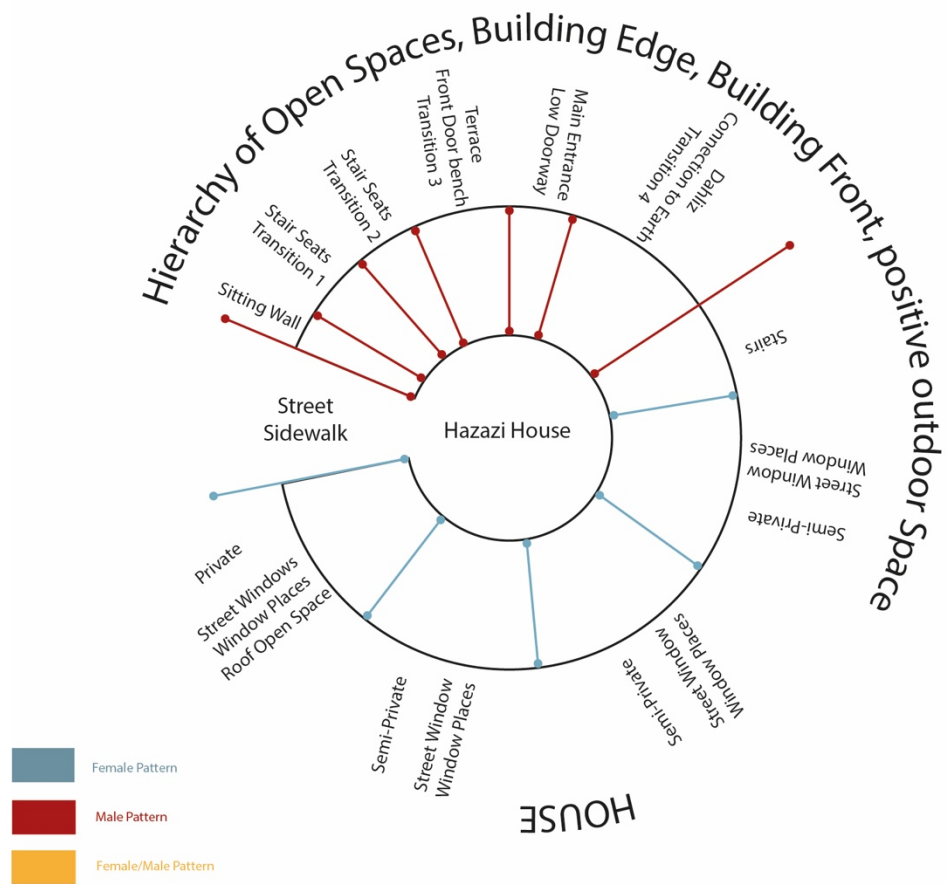 Hierarchy of Open Spaces, Building Edge, Building Front, positive outdoor Space
Sitting Wall
Stair Seats
Transition 1
Stair Seats
Transition 2
Terrace
Front Door bench
Transition 3
Main Entrance
Low Doorway
Dahliz
Connection to Earth
Transition 4
Stairs
Street Window
Window Places
Semi-Private
Street Window
Window Places
Semi-Private
Semi-Private
Street Window
Window Places
Private
Street Windows
Window Places
Roof Open Space
Street
Sidewalk
Hazazi House
HOUSE
Female Pattern
Male Pattern
Female/Male Pattern